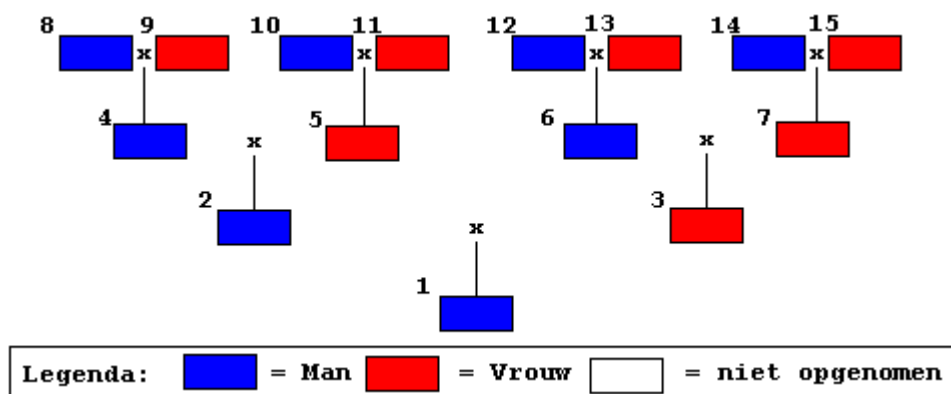 8 9 10 11 12 13 14 15
x x x x
4 5 6 7
x x
2 3
x
1
Legenda: = Man = Vrouw = niet opgenomen